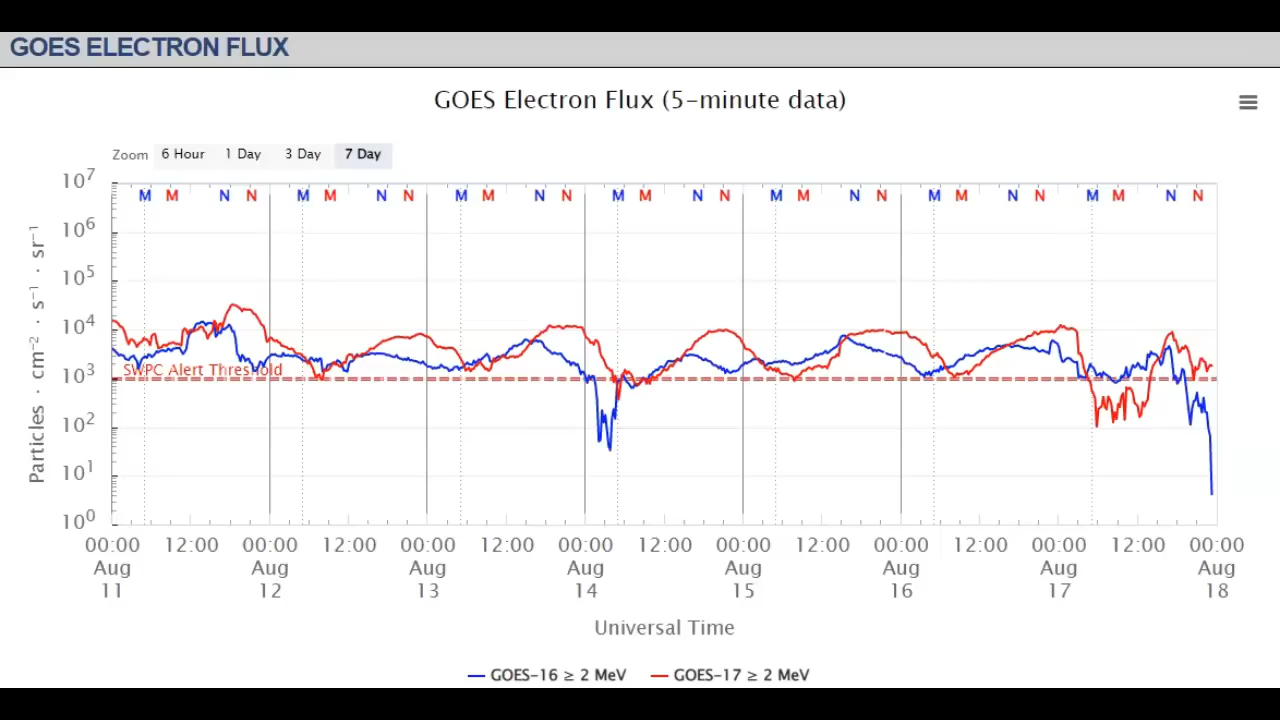 GOES ELECTRON FLUX
GOES Electron Flux (5-minute data)
Zoom 6 Hour 1 Day 3 Day 7 Day
M M N N M M N N M M N N M M N N M M N N M M N N M M N N
10⁷
10⁶
10⁵
10⁴
SWPC Alert Threshold
10³
10²
10¹
10⁰
Particles · cm⁻² · s⁻¹ · sr⁻¹
00:00 12:00 00:00 12:00 00:00 12:00 00:00 12:00 00:00 12:00 00:00 12:00 00:00 12:00 00:00
Aug Aug Aug Aug Aug Aug Aug Aug
11 12 13 14 15 16 17 18
Universal Time
GOES-16 ≥ 2 MeV GOES-17 ≥ 2 MeV